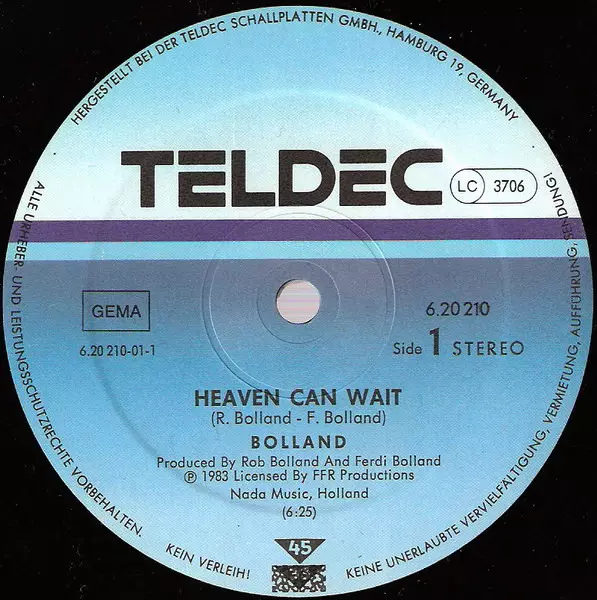 HERGESTELLT BEI DER TELDEC SCHALLPLATTEN GMBH., HAMBURG 19, GERMANY
TELDEC
LC 3706
GEMA
6.20 210-01-1
6.20 210
Side 1 STEREO
HEAVEN CAN WAIT
(R. Bolland - F. Bolland)
BOLLAND
Produced By Rob Bolland And Ferdi Bolland
℗ 1983 Licensed By FFR Productions
Nada Music, Holland
(6:25)
45
ALLE URHEBER- UND LEISTUNGSSCHUTZRECHTE VORBEHALTEN. KEIN VERLEIH! KEINE UNERLAUBTE VERVIELFÄLTIGUNG, VERMIETUNG, AUFFÜHRUNG, SENDUNG!